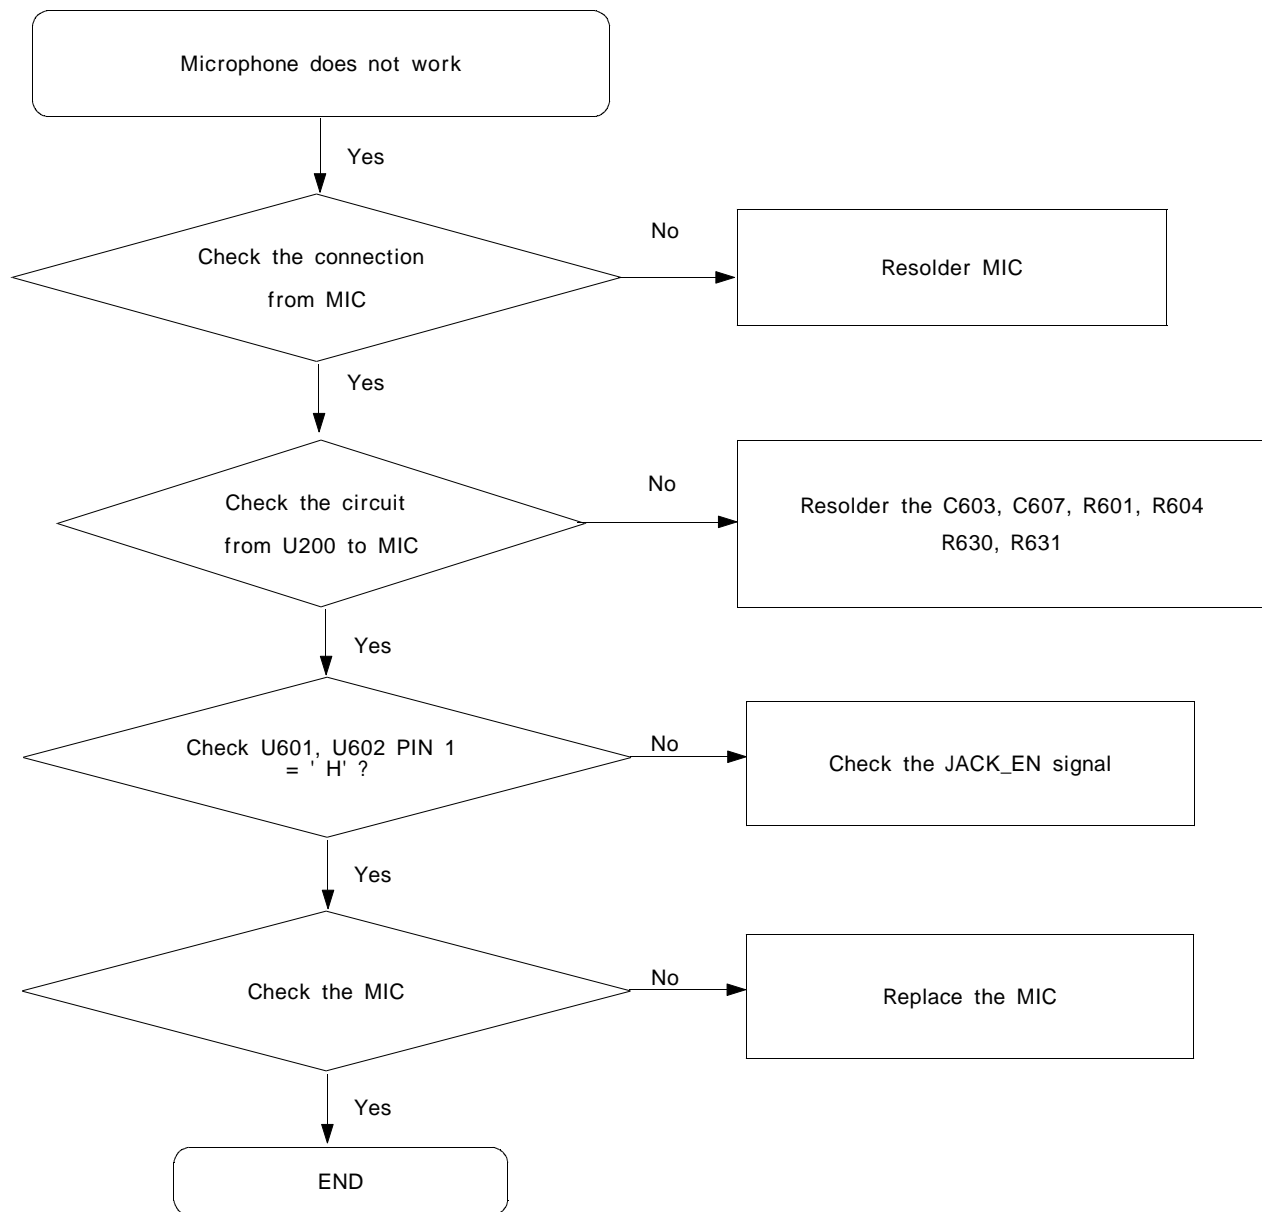 Microphone does not work
Yes
Check the connection
from MIC
No
Resolder MIC
Yes
Check the circuit
from U200 to MIC
No
Resolder the C603, C607, R601, R604
R630, R631
Yes
Check U601, U602 PIN 1
= ' H' ?
No
Check the JACK_EN signal
Yes
Check the MIC
No
Replace the MIC
Yes
END